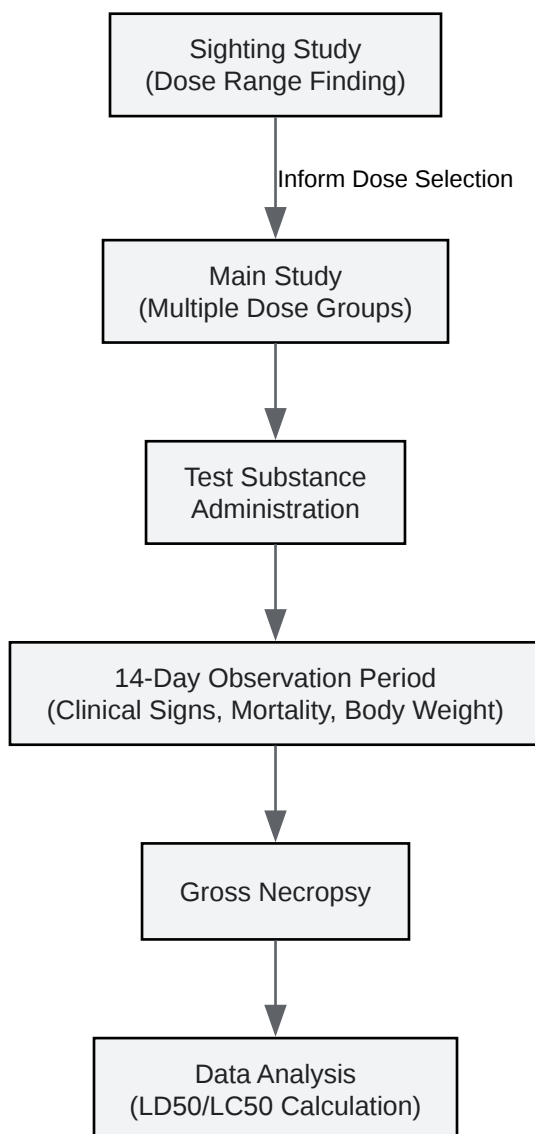 Sighting Study
(Dose Range Finding)
Inform Dose Selection
Main Study
(Multiple Dose Groups)
Test Substance
Administration
14-Day Observation Period
(Clinical Signs, Mortality, Body Weight)
Gross Necropsy
Data Analysis
(LD50/LC50 Calculation)